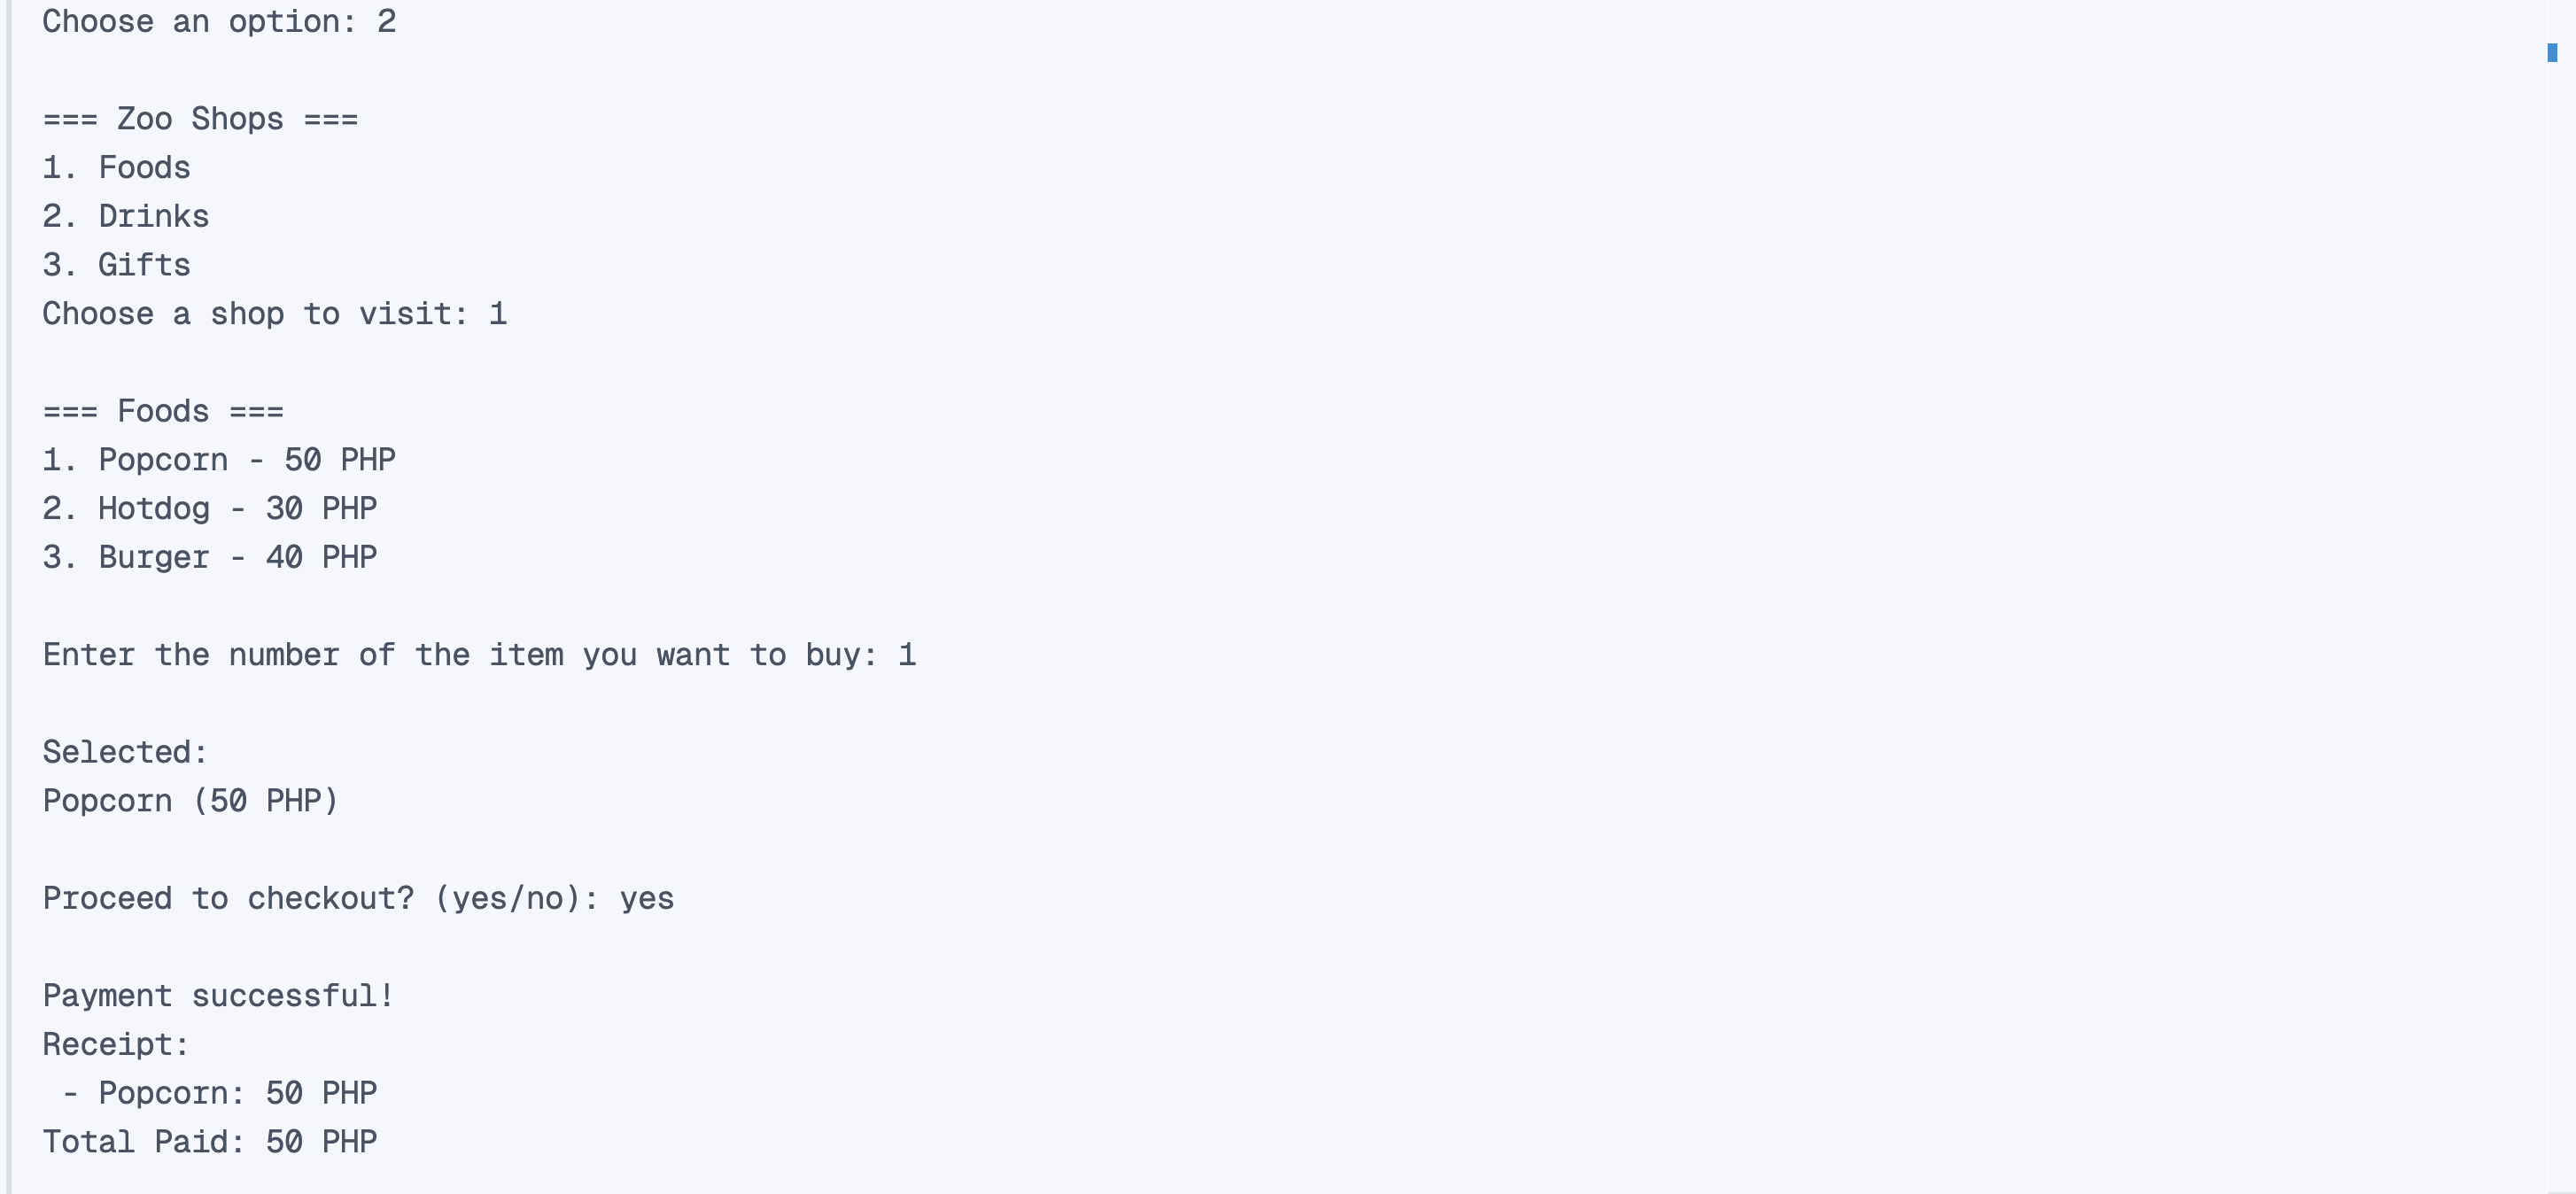 Choose an option: 2
=== Zoo Shops ===
1. Foods
2. Drinks
3. Gifts
Choose a shop to visit: 1
=== Foods ===
1. Popcorn - 50 PHP
2. Hotdog - 30 PHP
3. Burger - 40 PHP
Enter the number of the item you want to buy: 1
Selected:
Popcorn (50 PHP)
Proceed to checkout? (yes/no): yes
Payment successful!
Receipt:
 - Popcorn: 50 PHP
Total Paid: 50 PHP